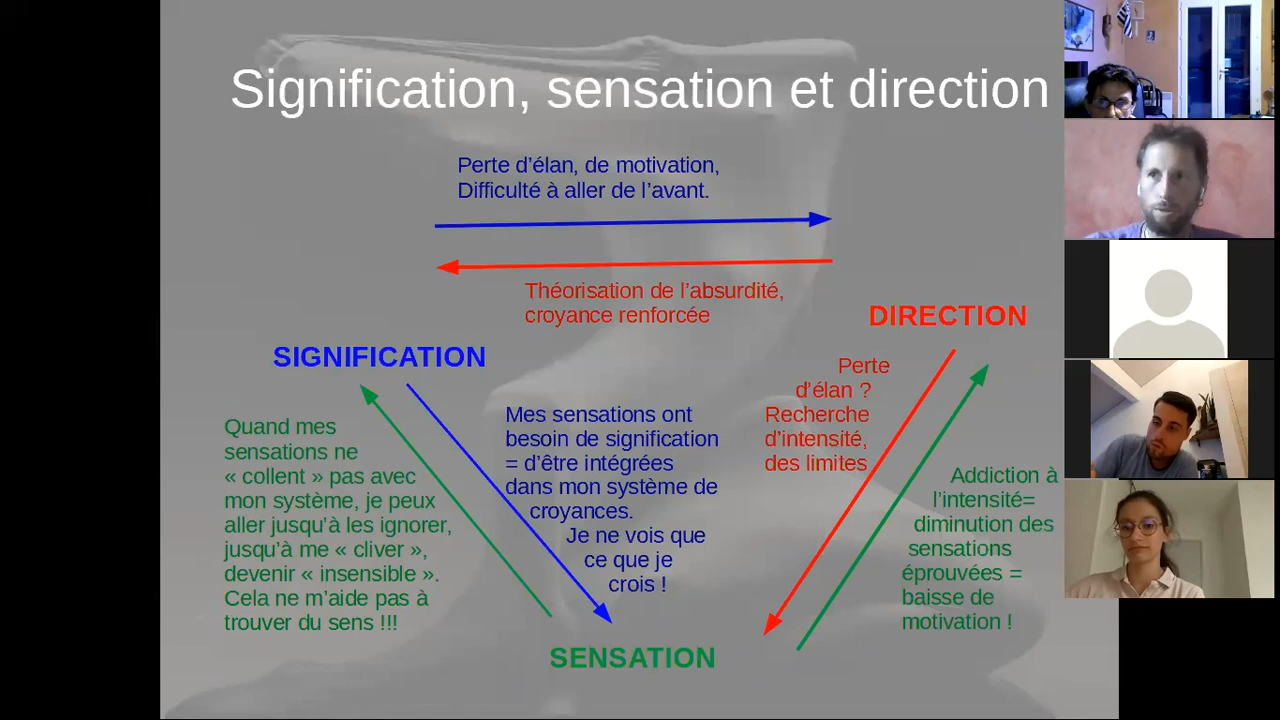 Signification, sensation et direction
Perte d’élan, de motivation,
Difficulté à aller de l’avant.
Théorisation de l’absurdité,
croyance renforcée
DIRECTION
SIGNIFICATION
Perte
d’élan ?
Recherche
d’intensité,
des limites
Mes sensations ont
besoin de signification
= d’être intégrées
dans mon système de
croyances.
Je ne vois que
ce que je
crois !
Quand mes
sensations ne
« collent » pas avec
mon système, je peux
aller jusqu’à les ignorer,
jusqu’à me « cliver »,
devenir « insensible ».
Cela ne m’aide pas à
trouver du sens !!!
Addiction à
l’intensité=
diminution des
sensations
éprouvées =
baisse de
motivation !
SENSATION